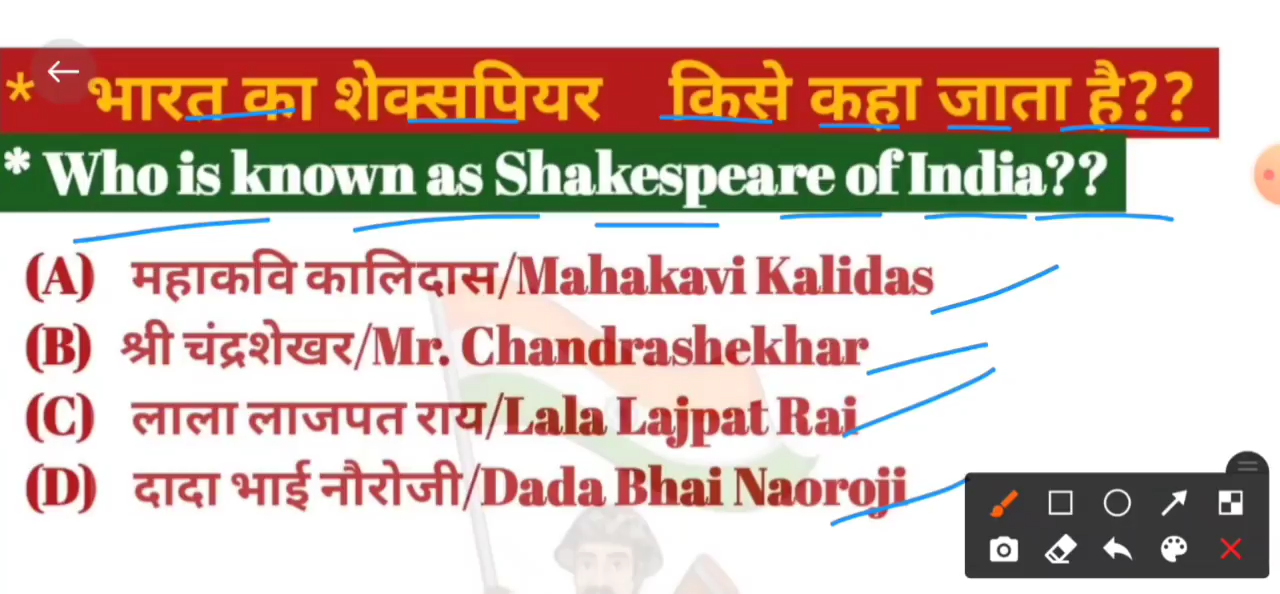 * भारत का शेक्सपियर किसे कहा जाता है??
* Who is known as Shakespeare of India??
(A) महाकवि कालिदास/Mahakavi Kalidas
(B) श्री चंद्रशेखर/Mr. Chandrashekhar
(C) लाला लाजपत राय/Lala Lajpat Rai
(D) दादा भाई नौरोजी/Dada Bhai Naoroji